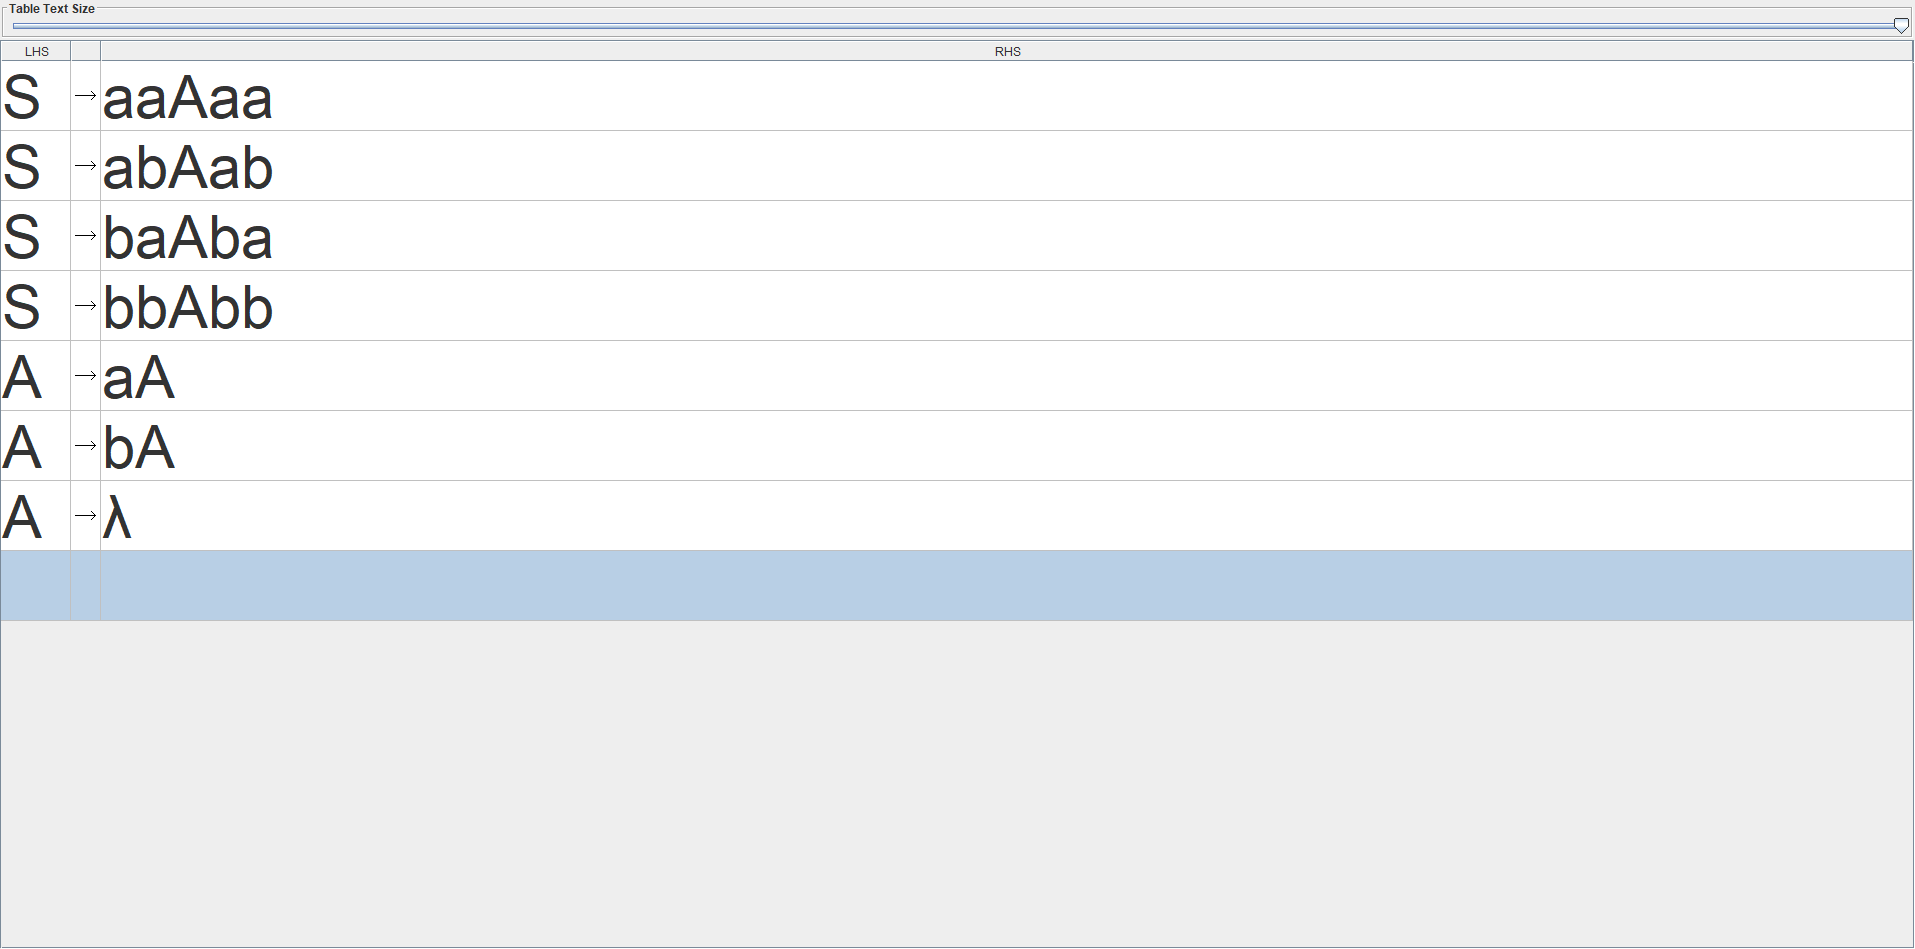 Table Text Size
LHS RHS
S → aaAaa
S → abAab
S → baAba
S → bbAbb
A → aA
A → bA
A → λ